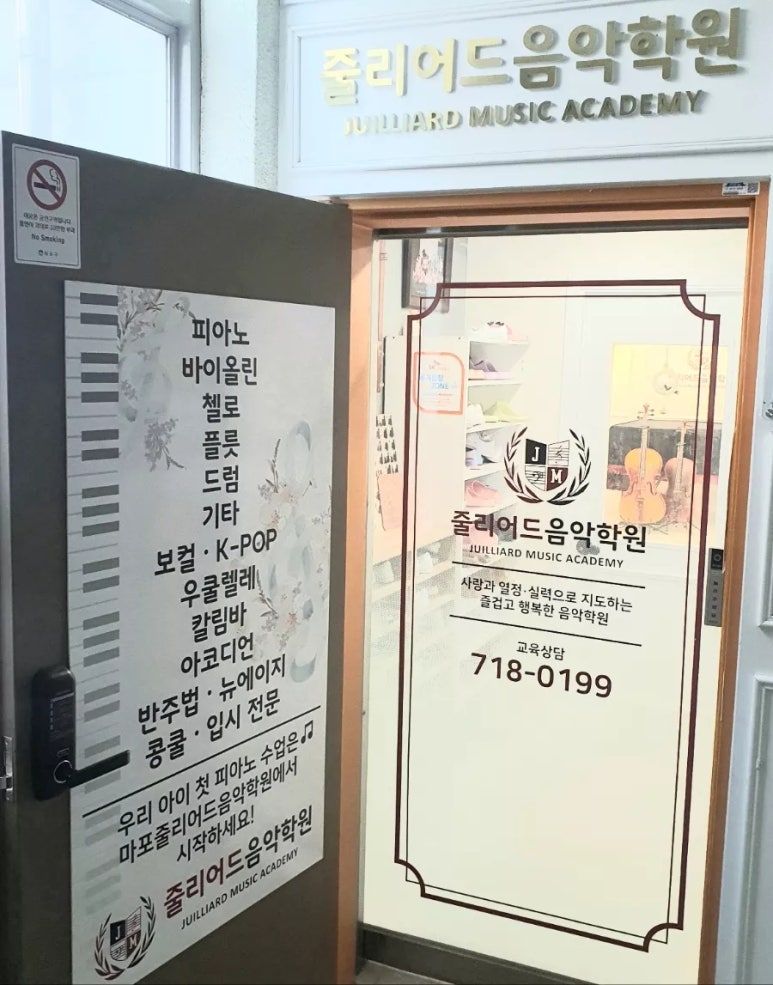 줄리어드음악학원
JUILLIARD MUSIC ACADEMY
No Smoking
피아노
바이올린
첼로
플룻
드럼
기타
보컬 · K-POP
우쿨렐레
칼림바
아코디언
반주법 · 뉴에이지
콩쿨 · 입시 전문
우리 아이 첫 피아노 수업은
마포줄리어드음악학원에서
시작하세요!
줄리어드음악학원
JUILLIARD MUSIC ACADEMY
J M
J M
줄리어드음악학원
JUILLIARD MUSIC ACADEMY
사랑과 열정·실력으로 지도하는
즐겁고 행복한 음악학원
교육상담
718-0199